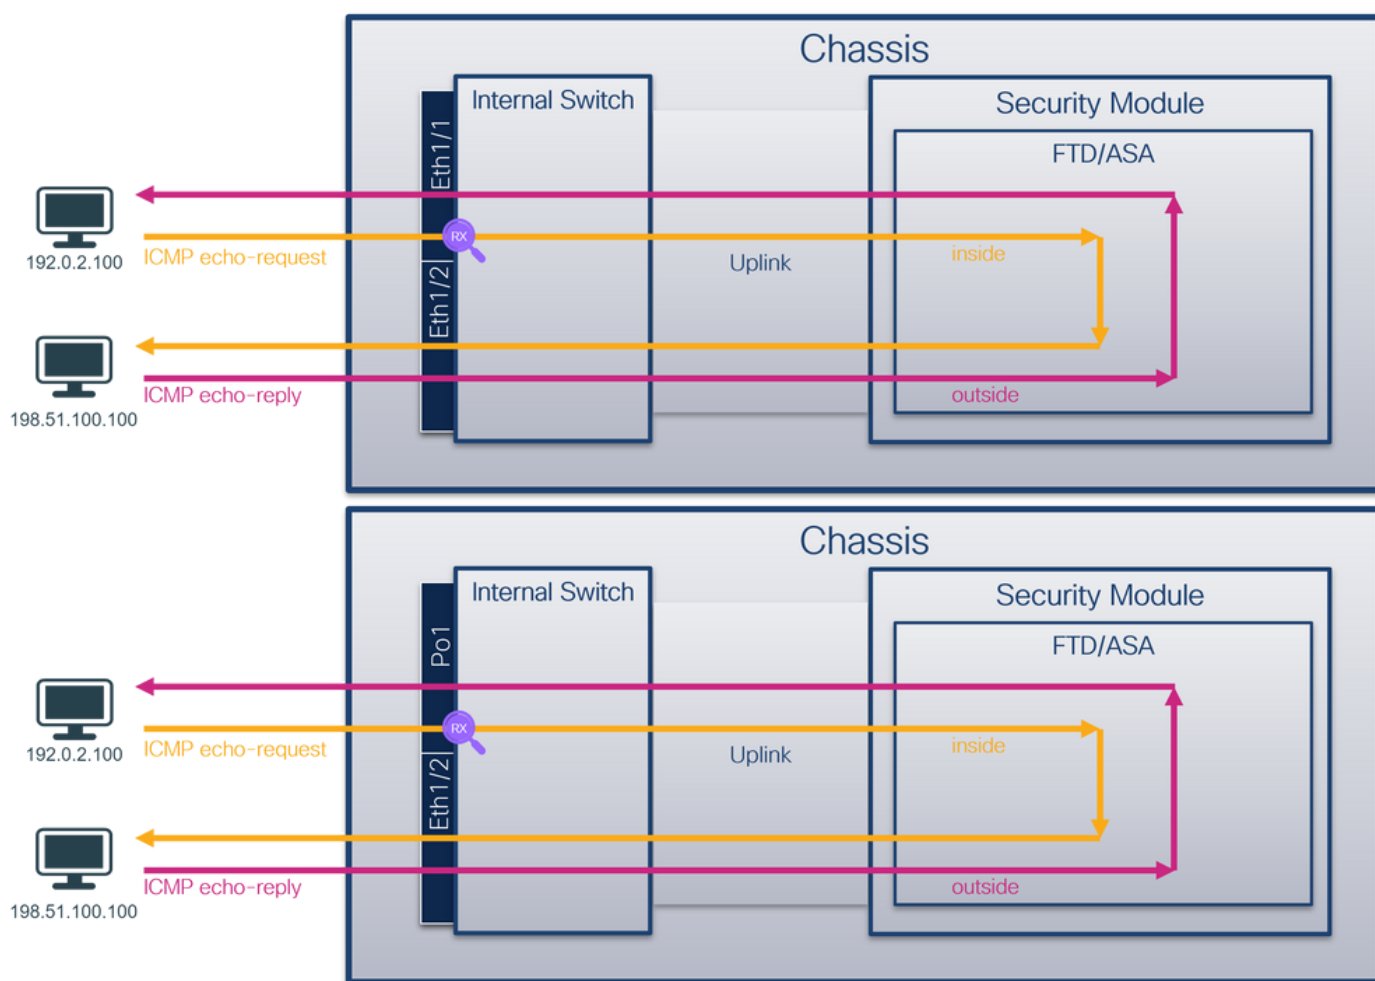 Chassis
Internal Switch
Security Module
FTD/ASA
Eth1/1
RX
192.0.2.100
ICMP echo-request
Uplink
inside
Eth1/2
ICMP echo-reply
outside
198.51.100.100
Chassis
Internal Switch
Security Module
FTD/ASA
Po1
RX
192.0.2.100
ICMP echo-request
Uplink
inside
Eth1/2
ICMP echo-reply
outside
198.51.100.100